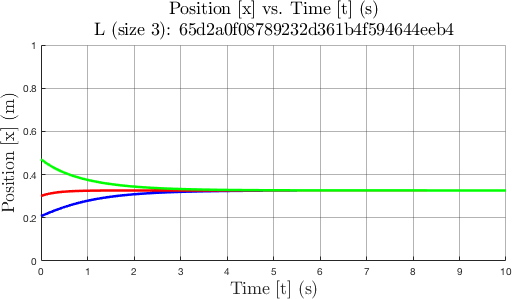 Position [x] vs. Time [t] (s)
L (size 3): 65d2a0f08789232d361b4f594644eeb4
Position [x] (m)
1
0.8
0.6
0.4
0.2
0
0 1 2 3 4 5 6 7 8 9 10
Time [t] (s)